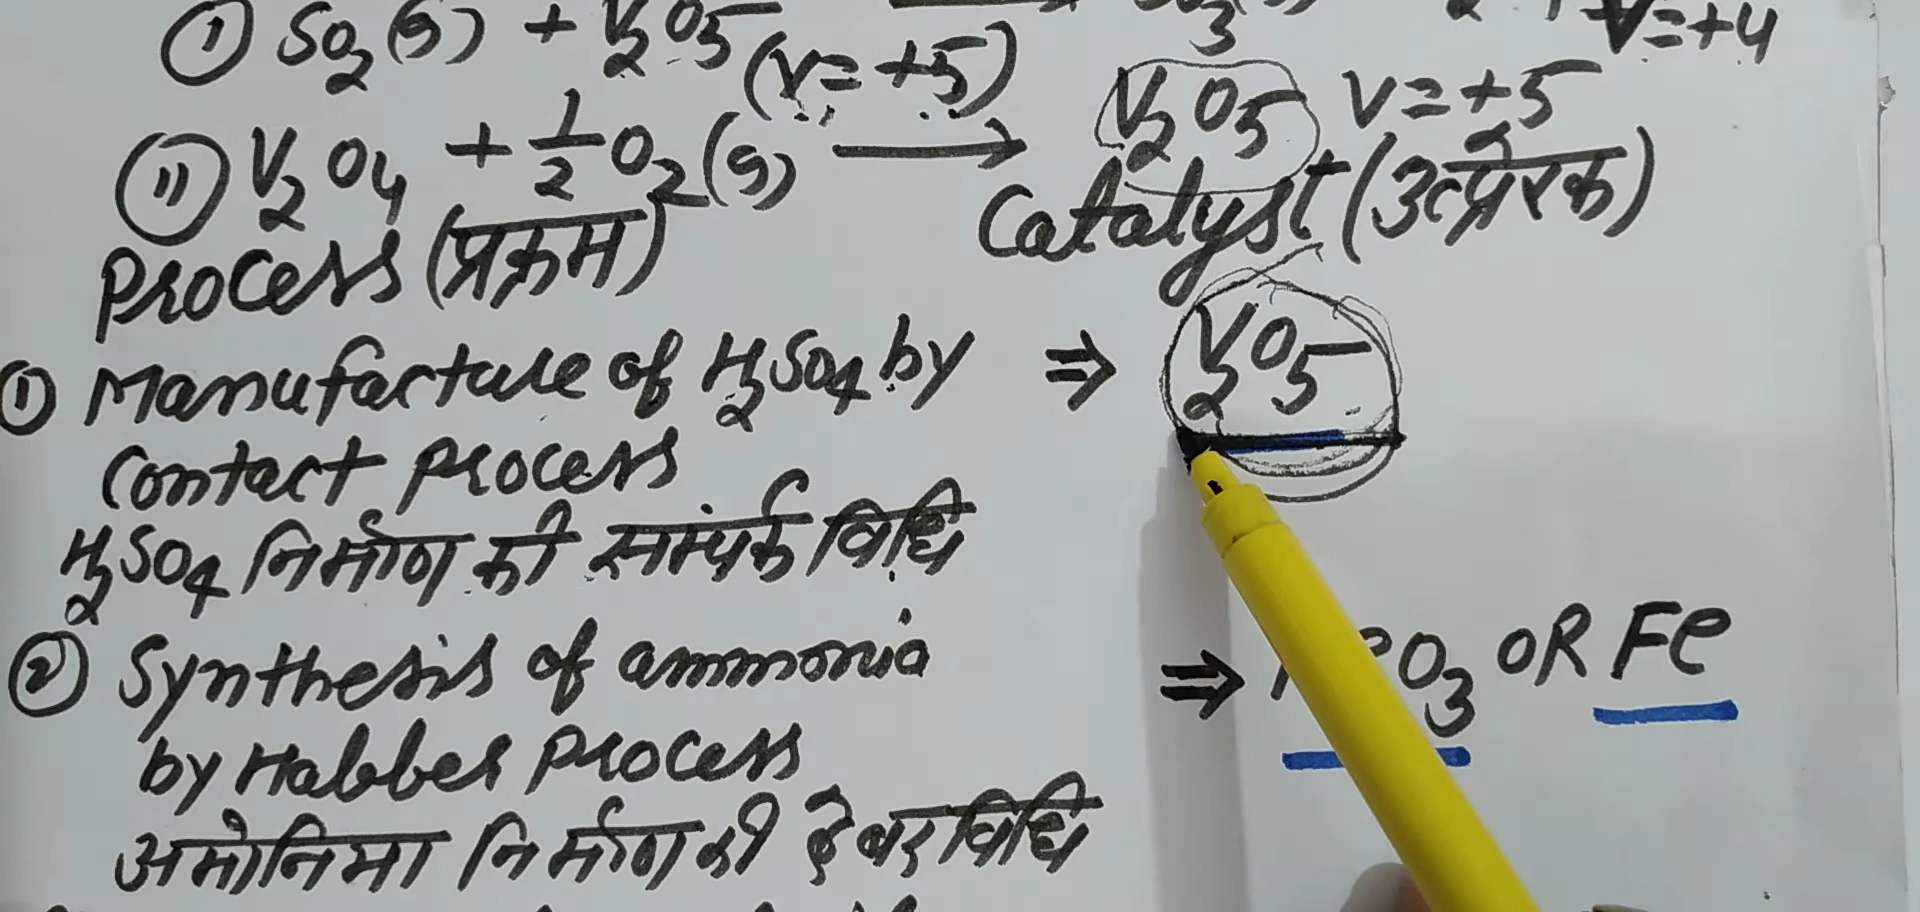 (I) SO2(g) + V2O5
(V=+5) V=+4
(II) V2O4 + 1/2 O2(g) → V2O5 V=+5
Process (प्रक्रम) Catalyst (उत्प्रेरक)
① Manufacture of H2SO4 by ⇒ V2O5
Contact process
H2SO4 निर्माण की सम्पर्क विधि
② Synthesis of ammonia ⇒ O3 OR Fe
by Habber Process
अमोनिया निर्माण की हेबर विधि